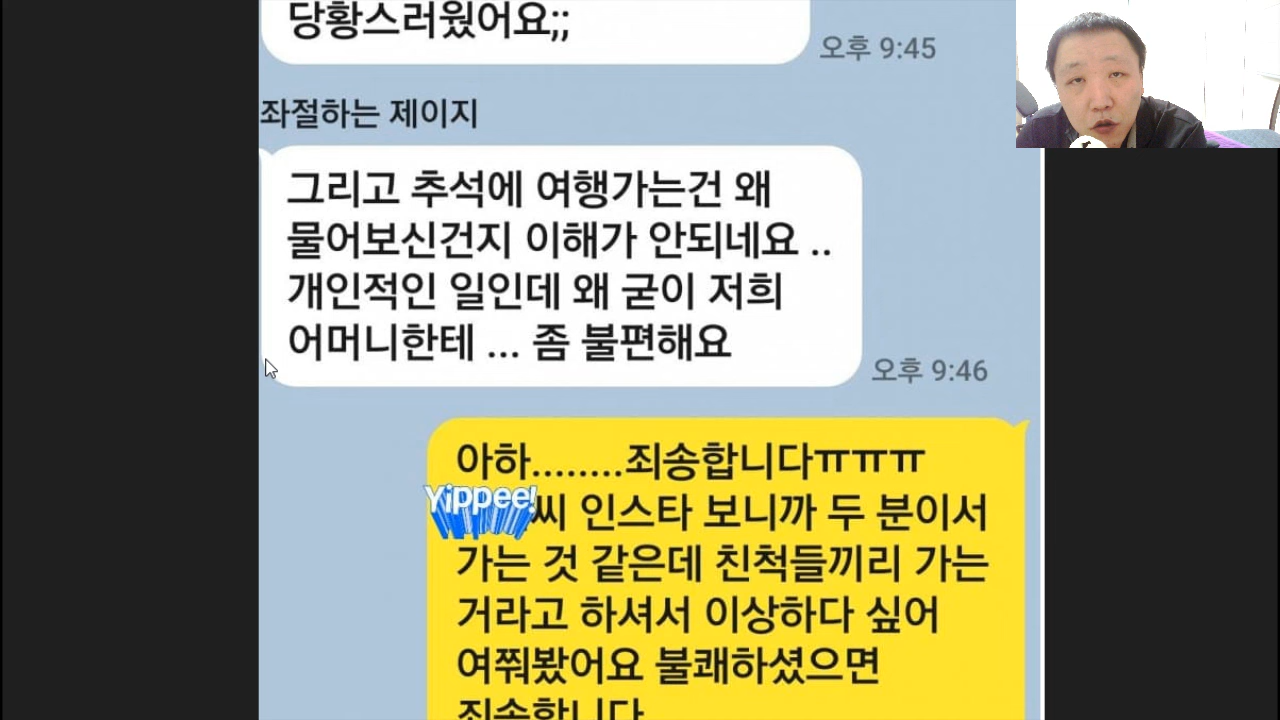 당황스러웠어요;;
오후 9:45
좌절하는 제이지
그리고 추석에 여행가는건 왜
물어보신건지 이해가 안되네요 ..
개인적인 일인데 왜 굳이 저희
어머니한테 ... 좀 불편해요
오후 9:46
아하........죄송합니다ㅠㅠㅠ
Yippee!씨 인스타 보니까 두 분이서
가는 것 같은데 친척들끼리 가는
거라고 하셔서 이상하다 싶어
여쭤봤어요 불쾌하셨으면
죄송합니다